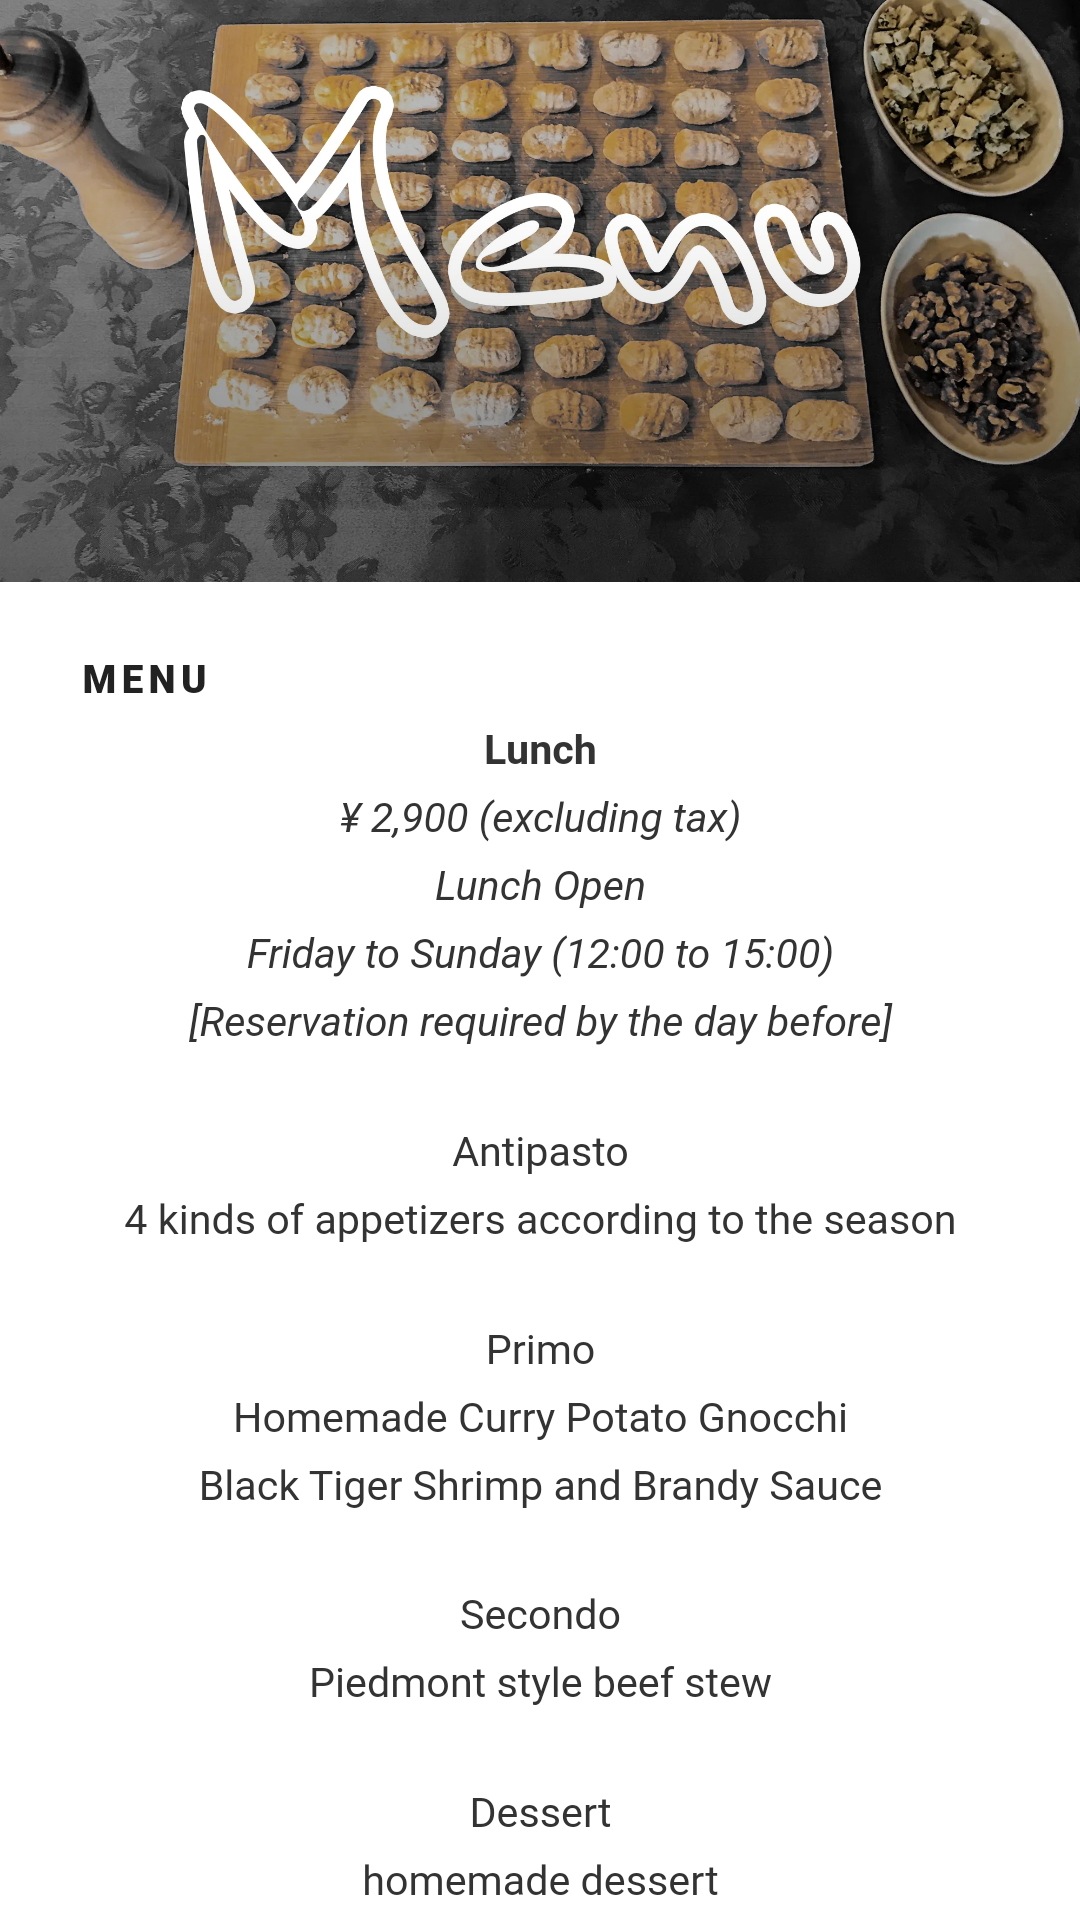 Menu
MENU
Lunch
¥ 2,900 (excluding tax)
Lunch Open
Friday to Sunday (12:00 to 15:00)
[Reservation required by the day before]
Antipasto
4 kinds of appetizers according to the season
Primo
Homemade Curry Potato Gnocchi
Black Tiger Shrimp and Brandy Sauce
Secondo
Piedmont style beef stew
Dessert
homemade dessert